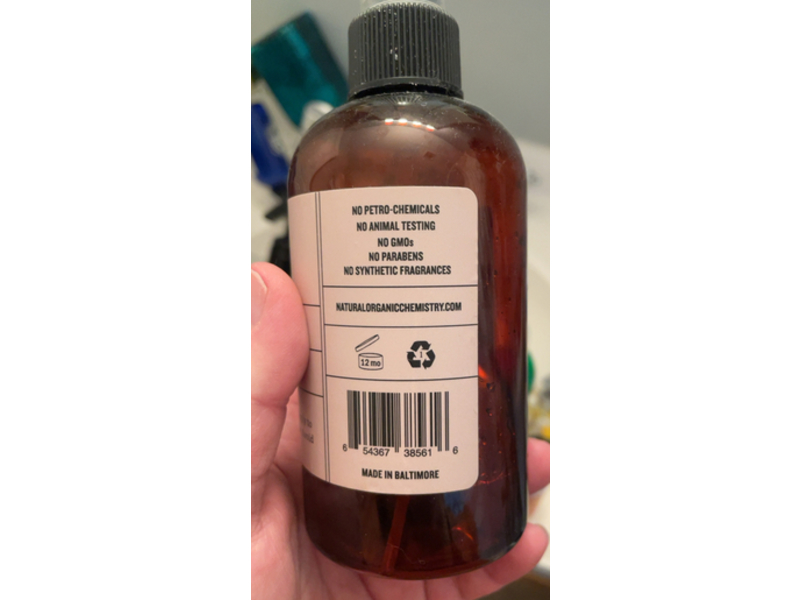 NO PETRO-CHEMICALS
NO ANIMAL TESTING
NO GMOs
NO PARABENS
NO SYNTHETIC FRAGRANCES
NATURALORGANICCHEMISTRY.COM
12 mo
1
6 54367 38561 6
MADE IN BALTIMORE